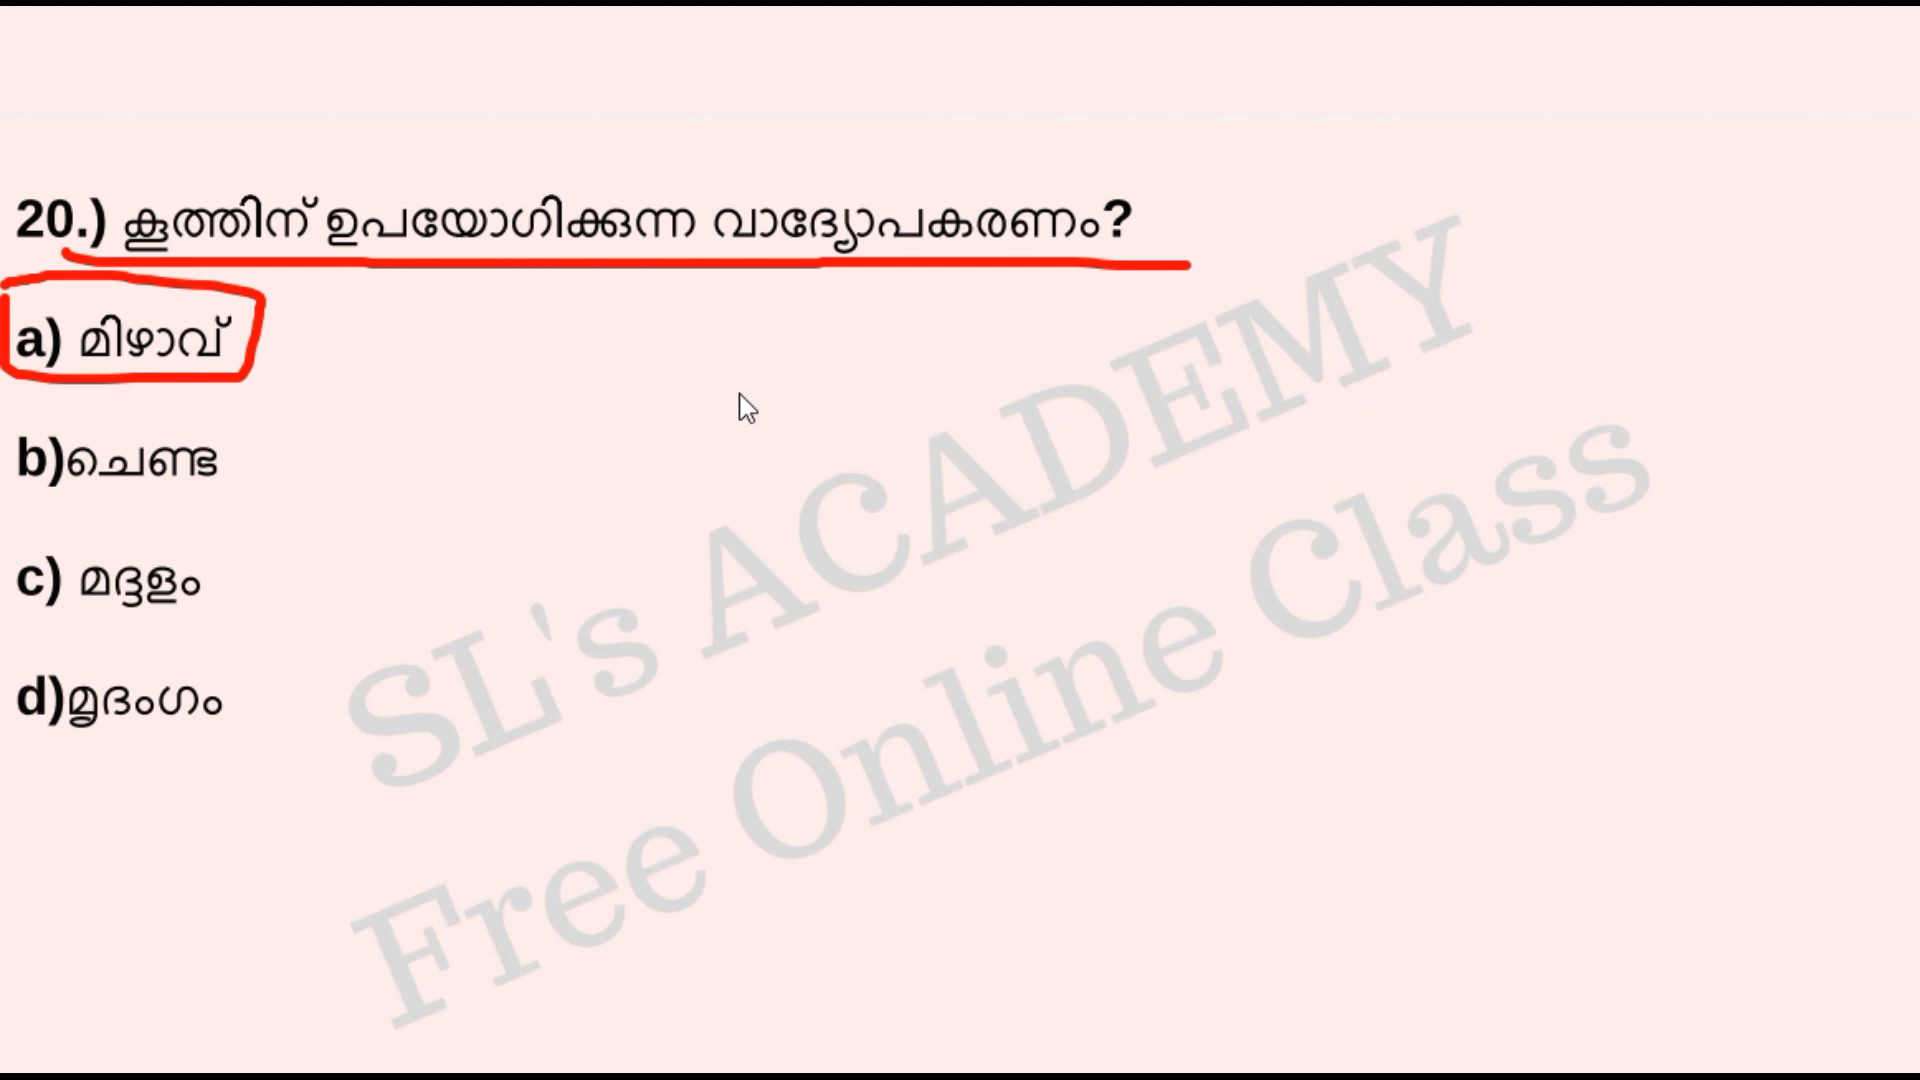 20.) കൂത്തിന് ഉപയോഗിക്കുന്ന വാദ്യോപകരണം?
a) മിഴാവ്
b)ചെണ്ട
c) മദ്ദളം
d)മൃദംഗം
SL's ACADEMY
Free Online Class